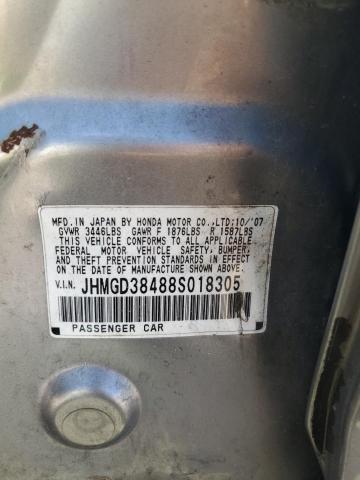 MFD. IN JAPAN BY HONDA MOTOR CO.,LTD:10/'07
GVWR 3446LBS GAWR F 1876LBS R 1587LBS
THIS VEHICLE CONFORMS TO ALL APPLICABLE
FEDERAL MOTOR VEHICLE SAFETY, BUMPER,
AND THEFT PREVENTION STANDARDS IN
EFFECT ON THE DATE OF MANUFACTURE
SHOWN ABOVE.
V.I.N. JHMGD38488S018305
PASSENGER CAR